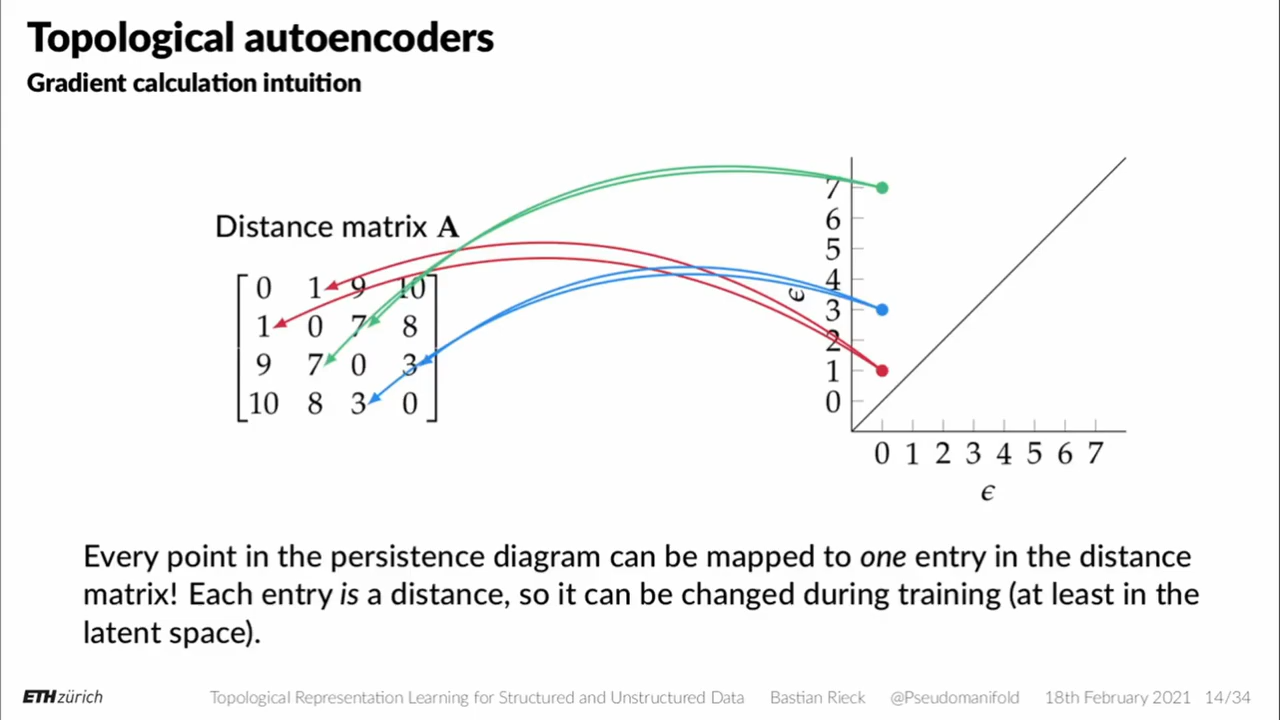 Topological autoencoders
Gradient calculation intuition
Distance matrix A
0 1 9 10
1 0 7 8
9 7 0 3
10 8 3 0
7
6
5
4
3
2
1
0
ϵ
0 1 2 3 4 5 6 7
ϵ
Every point in the persistence diagram can be mapped to one entry in the distance
matrix! Each entry is a distance, so it can be changed during training (at least in the
latent space).
ETH zürich Topological Representation Learning for Structured and Unstructured Data Bastian Rieck @Pseudomanifold 18th February 2021 14/34